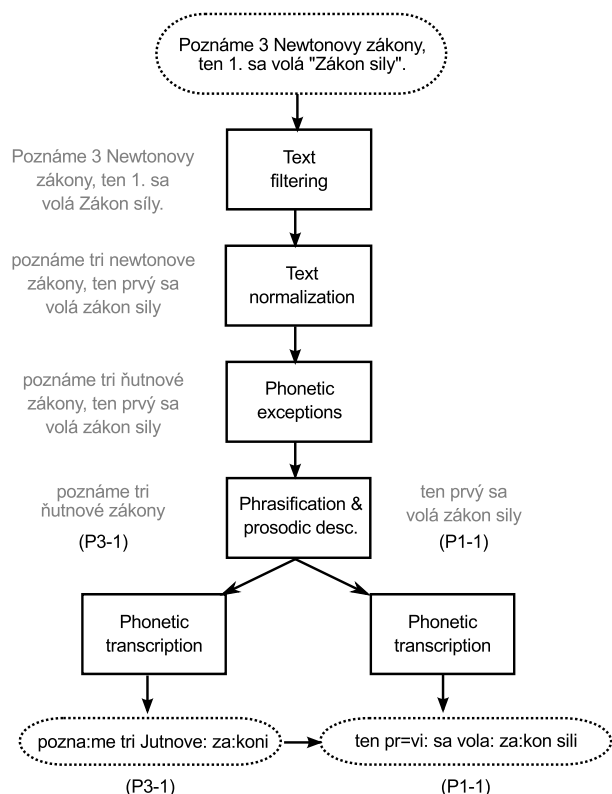 Poznáme 3 Newtonovy zákony,
ten 1. sa volá "Zákon sily".
Poznáme 3 Newtonovy
zákony, ten 1. sa
volá Zákon síly.
Text
filtering
poznáme tri newtonove
zákony, ten prvý sa
volá zákon sily
Text
normalization
poznáme tri ňutnové
zákony, ten prvý sa
volá zákon sily
Phonetic
exceptions
poznáme tri
ňutnové zákony
(P3-1)
Phrasification &
prosodic desc.
ten prvý sa
volá zákon sily
(P1-1)
Phonetic
transcription
Phonetic
transcription
pozna:me tri Jutnove: za:koni
ten pr=vi: sa vola: za:kon sili
(P3-1)
(P1-1)